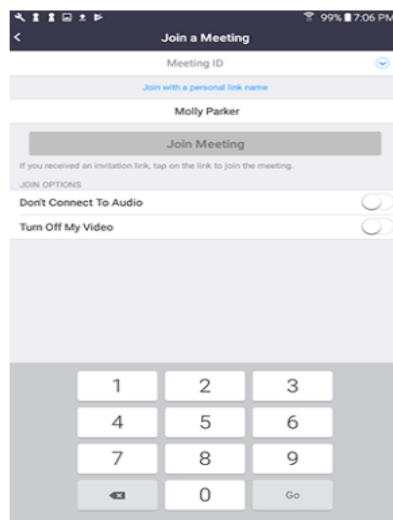 99% 7:06 PM
Join a Meeting
Meeting ID
Join with a personal link name
Molly Parker
Join Meeting
If you received an invitation link, tap on the link to join the meeting.
JOIN OPTIONS
Don't Connect To Audio
Turn Off My Video
1 2 3
4 5 6
7 8 9
0 Go